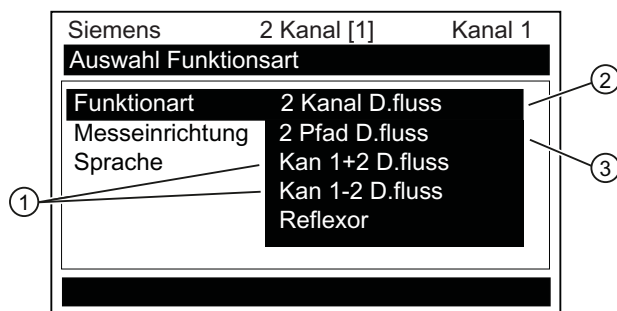 Siemens 2 Kanal [1] Kanal 1
Auswahl Funktionsart
Funktionart 2 Kanal D.fluss
Messeinrichtung 2 Pfad D.fluss
Sprache Kan 1+2 D.fluss
Kan 1-2 D.fluss
Reflexor
1
2
3